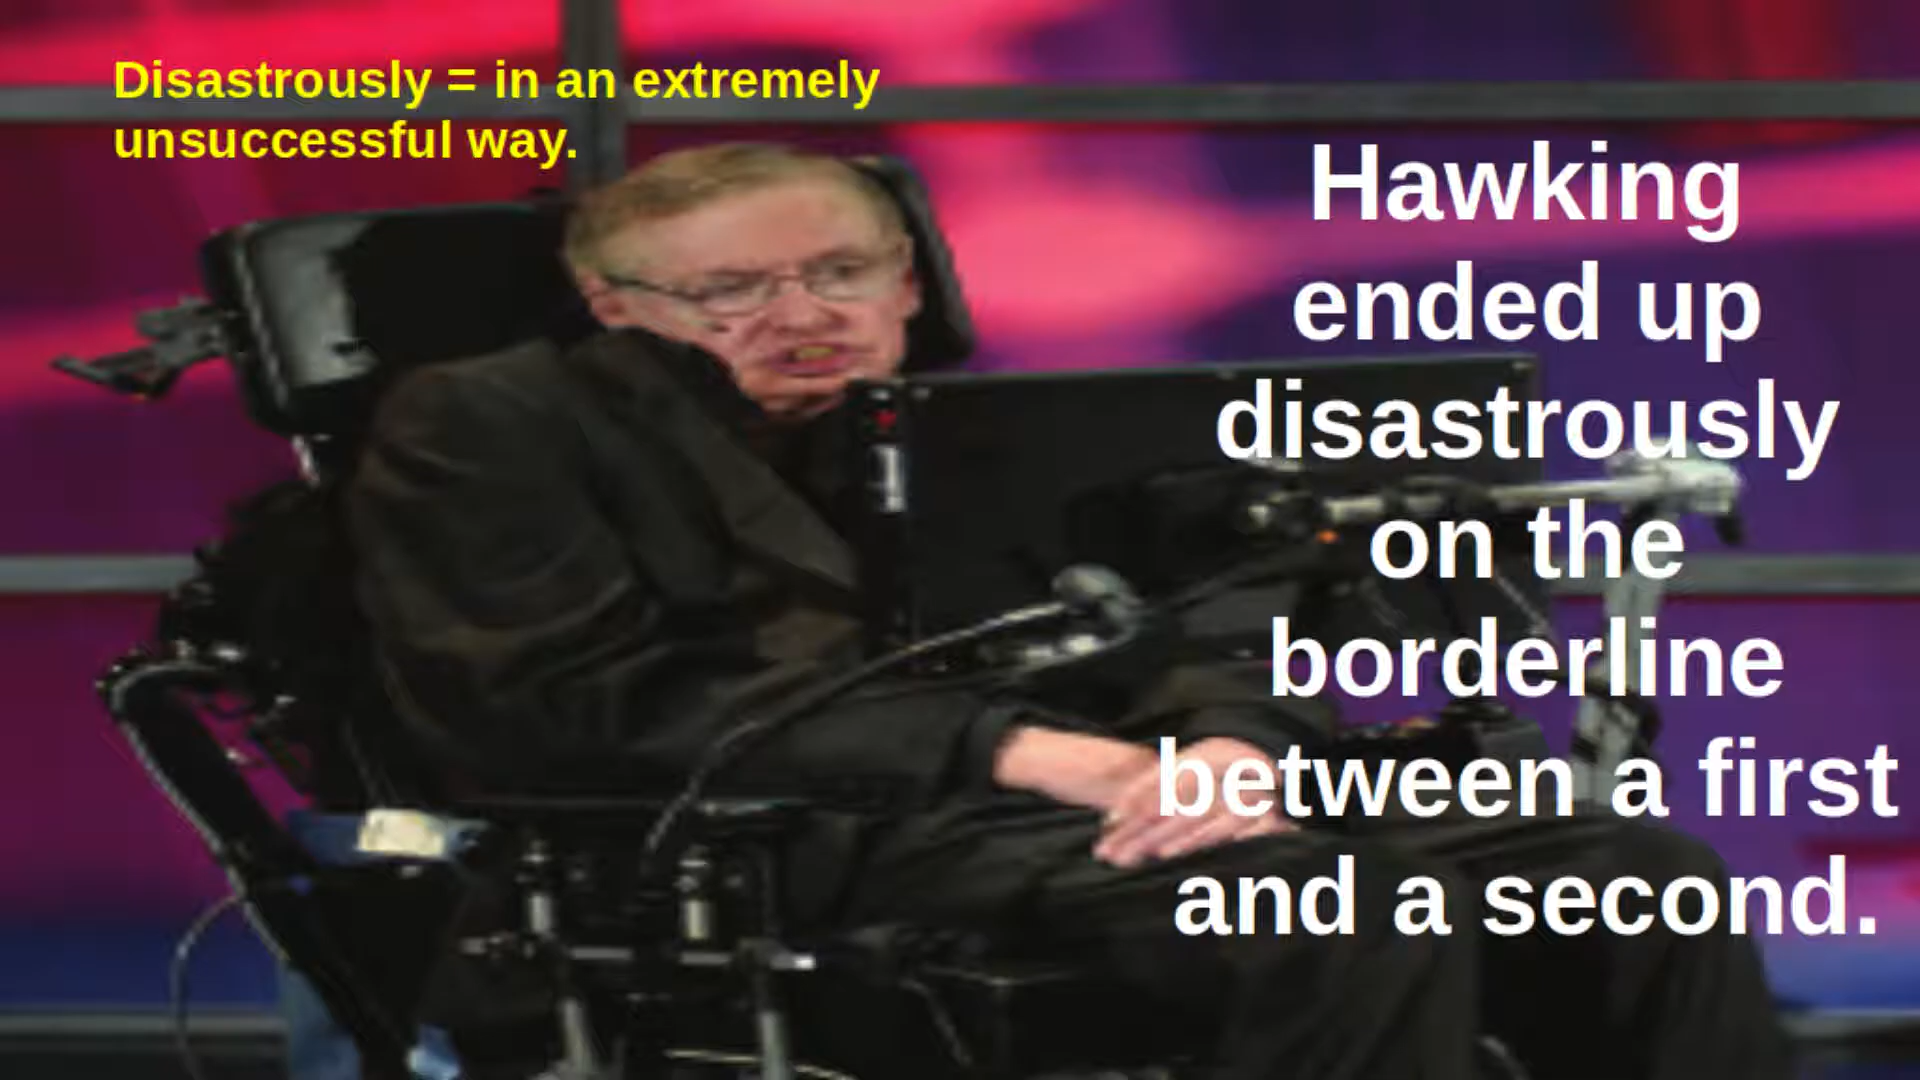 Disastrously = in an extremely
unsuccessful way.
Hawking
ended up
disastrously
on the
borderline
between a first
and a second.